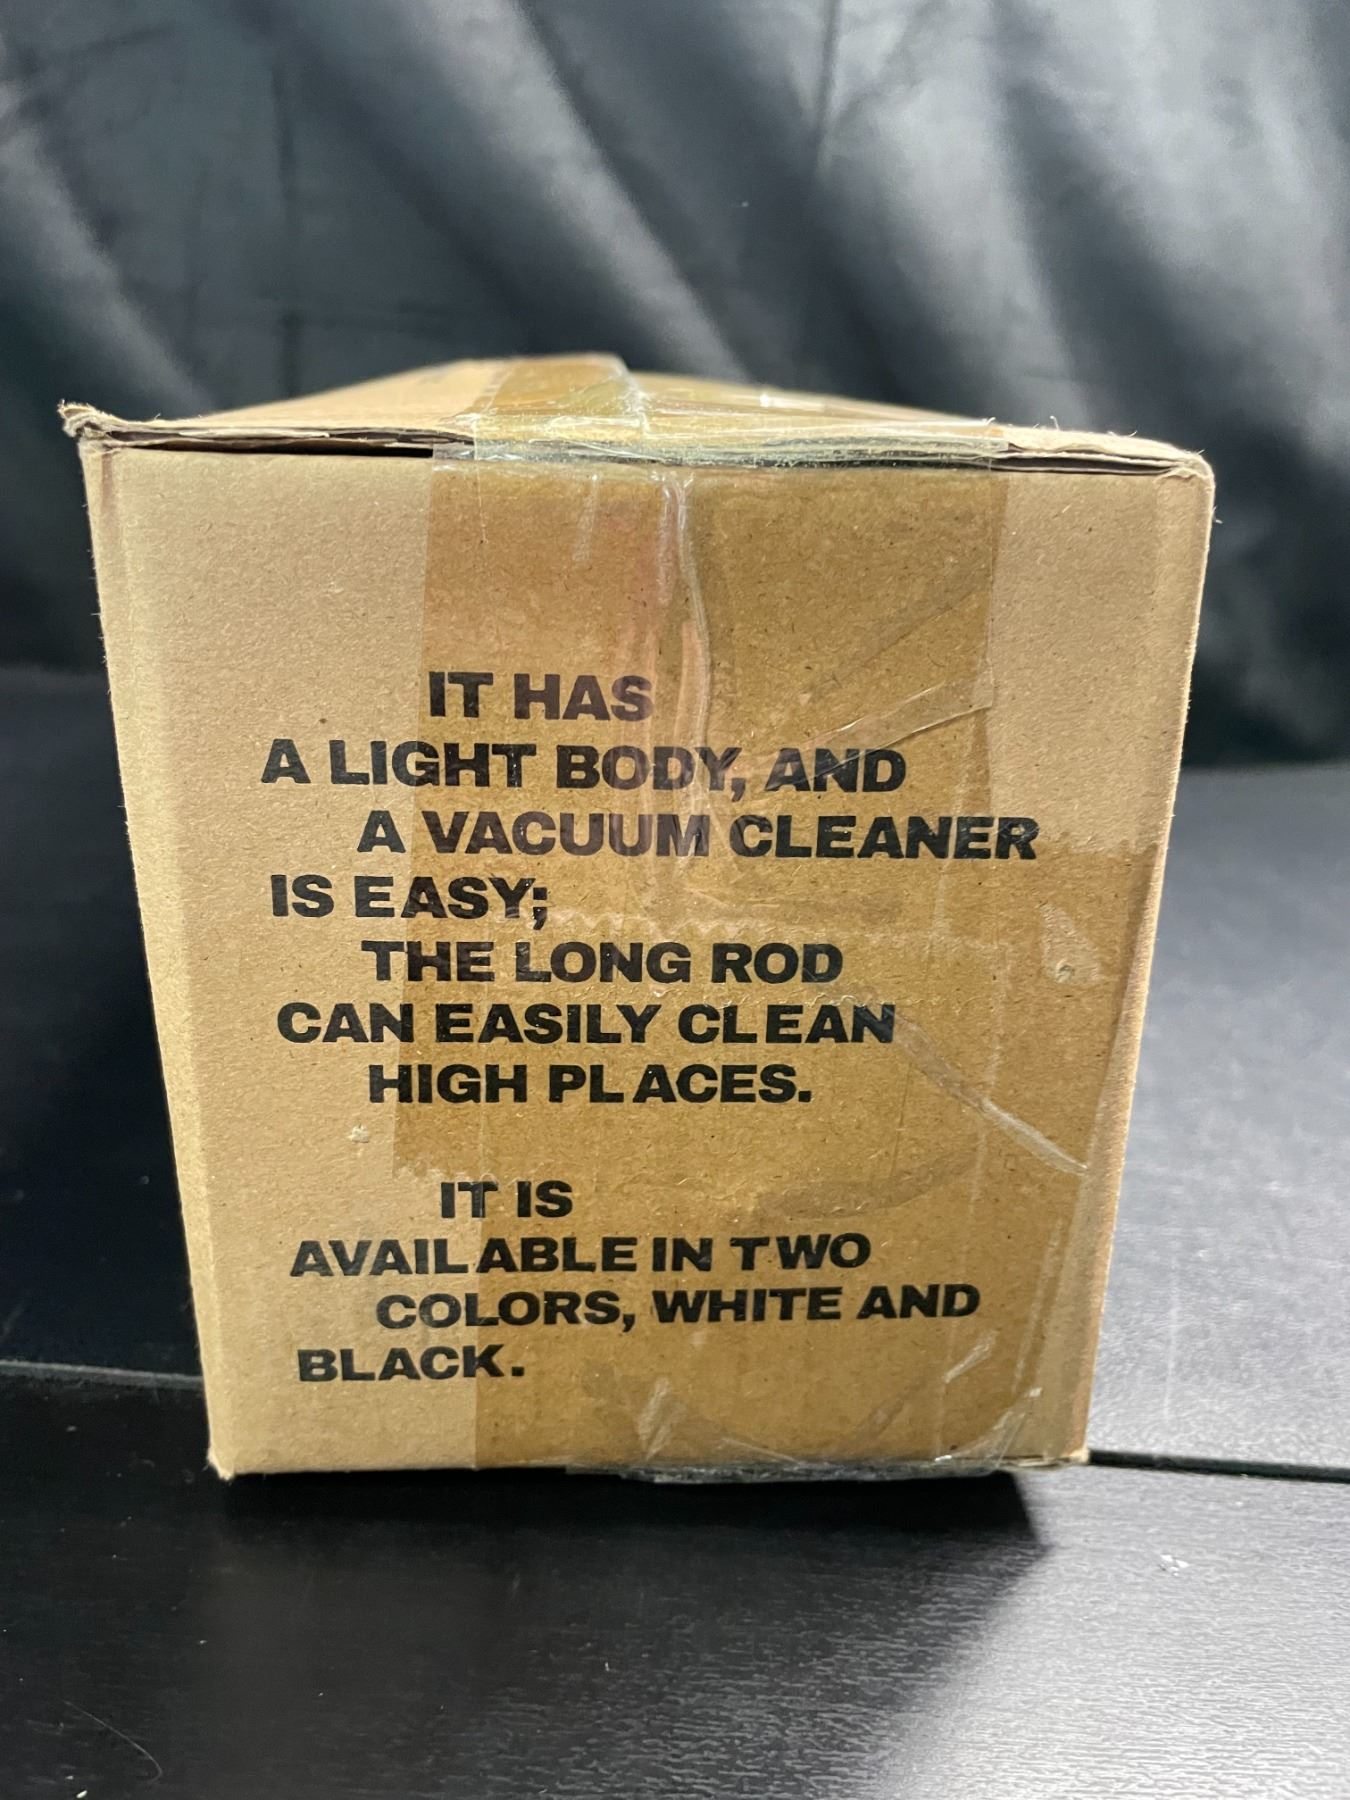 IT HAS
A LIGHT BODY, AND
A VACUUM CLEANER
IS EASY;
THE LONG ROD
CAN EASILY CLEAN
HIGH PLACES.
IT IS
AVAILABLE IN TWO
COLORS, WHITE AND
BLACK.